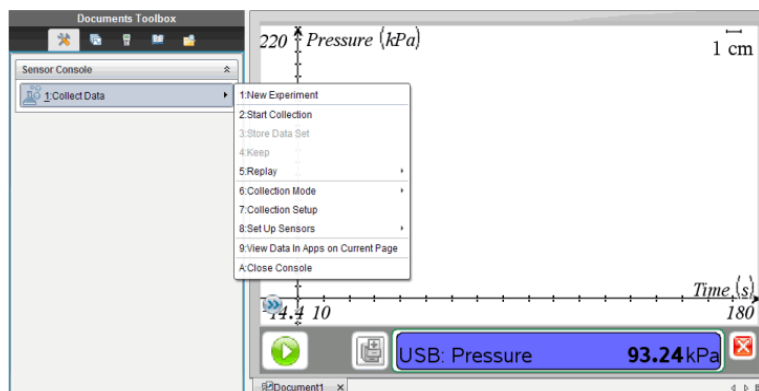 Documents Toolbox
Sensor Console
1:Collect Data
1:New Experiment
2:Start Collection
3:Store Data Set
4:Keep
5:Replay
6:Collection Mode
7:Collection Setup
8:Set Up Sensors
9:View Data In Apps on Current Page
A:Close Console
220 Pressure (kPa)
1 cm
Time (s)
-14.4 10 180
USB: Pressure 93.24kPa
Document1